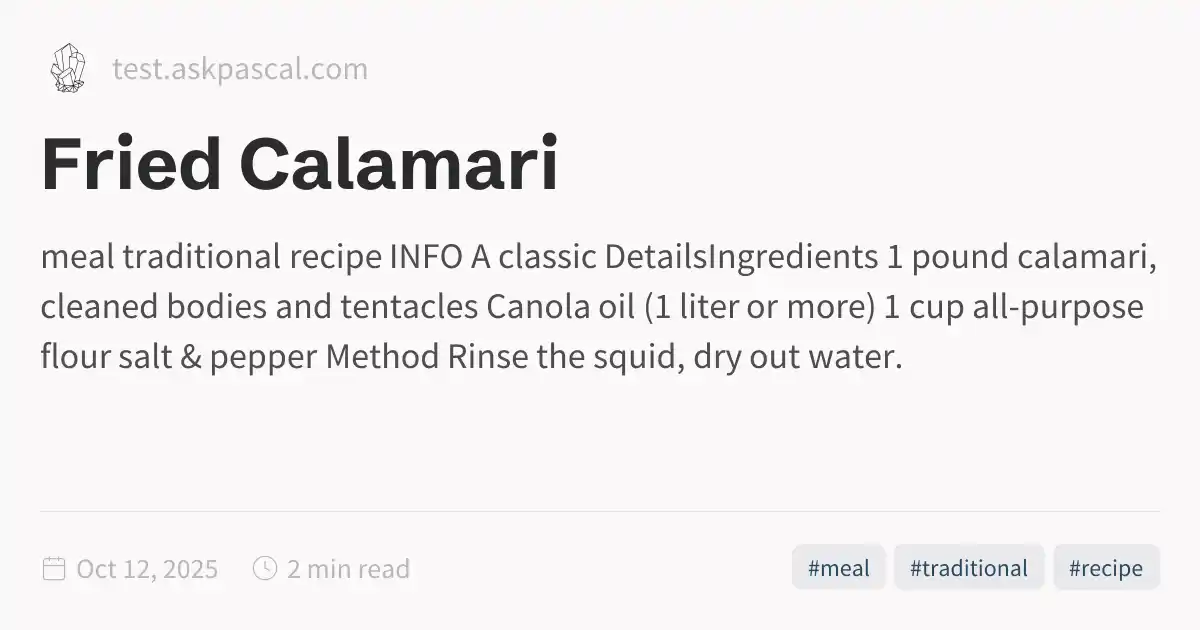 test.askpascal.com
Fried Calamari
meal traditional recipe INFO A classic DetailsIngredients 1 pound calamari,
cleaned bodies and tentacles Canola oil (1 liter or more) 1 cup all-purpose
flour salt & pepper Method Rinse the squid, dry out water.
Oct 12, 2025 2 min read #meal #traditional #recipe